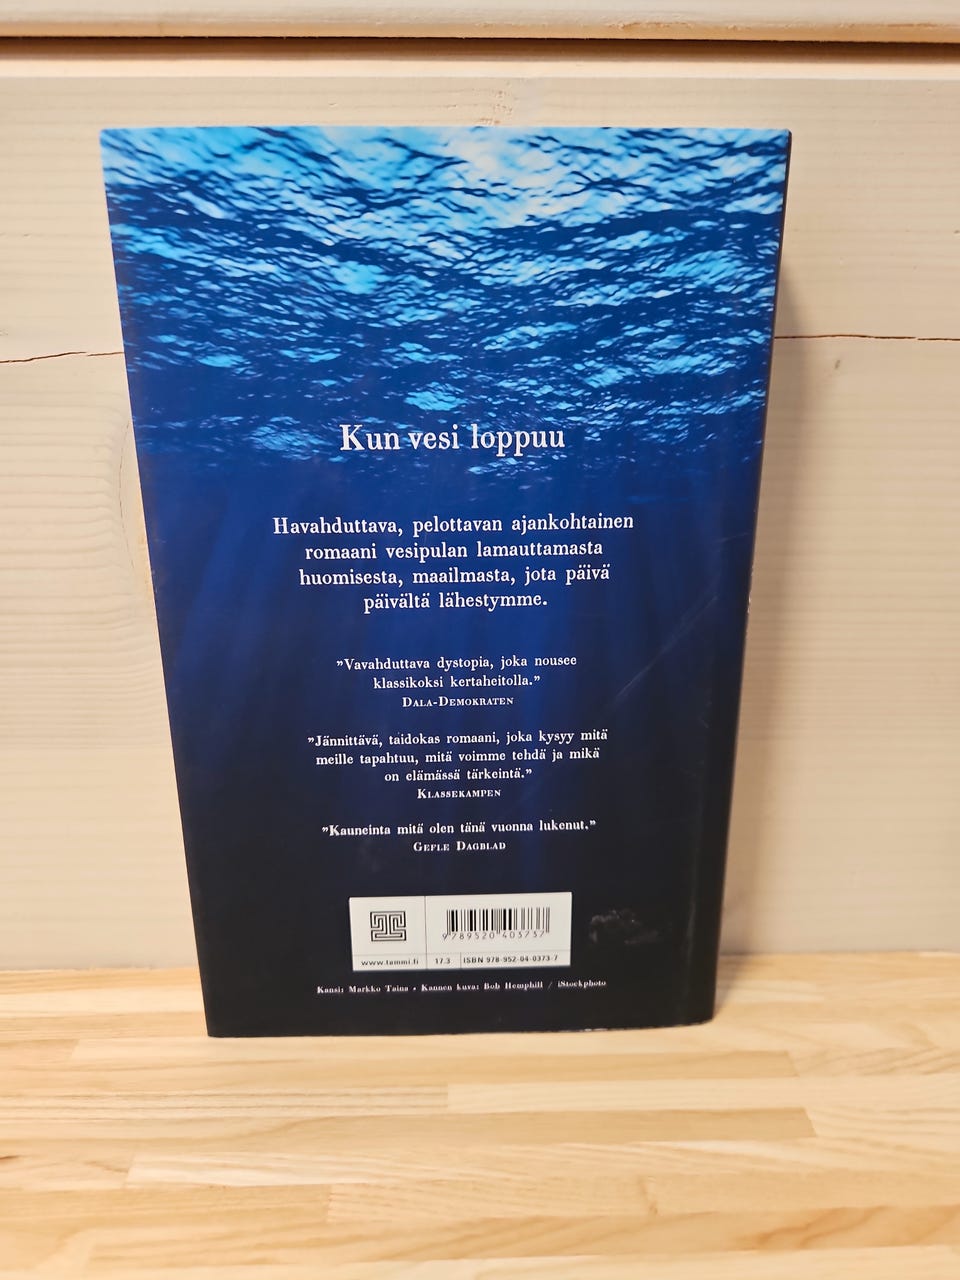 Kun vesi loppuu
Havahduttava, pelottavan ajankohtainen
romaani vesipulan lamauttamasta
huomisesta, maailmasta, jota päivä
päivältä lähestymme.
”Vavahduttava dystopia, joka nousee
klassikoksi kertaheitolla.”
Dala-Demokraten
”Jännittävä, taidokas romaani, joka kysyy mitä
meille tapahtuu, mitä voimme tehdä ja mikä
on elämässä tärkeintä.”
Klassekampen
”Kauneinta mitä olen tänä vuonna lukenut.”
Gefle Dagblad
9 789520 403737
www.tammi.fi 17.3 ISBN 978-952-04-0373-7
Kansi: Markko Taina • Kannen kuva: Bob Hemphill / iStockphoto